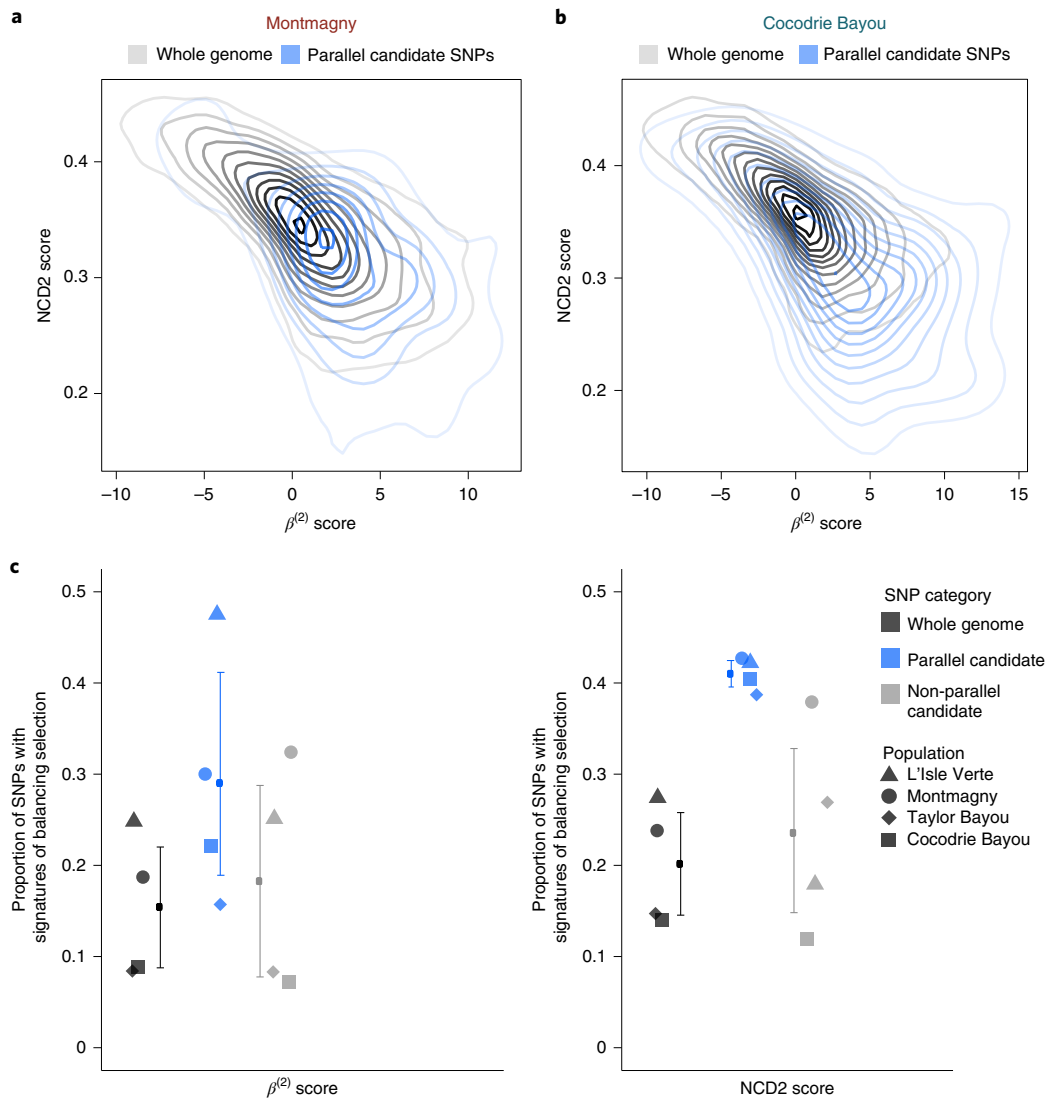 a
Montmagny
Whole genome
Parallel candidate SNPs
NCD2 score
0.4
0.3
0.2
–10
–5
0
5
10
β(2) score
b
Cocodrie Bayou
Whole genome
Parallel candidate SNPs
NCD2 score
0.4
0.3
0.2
–10
–5
0
5
10
15
β(2) score
c
Proportion of SNPs with
signatures of balancing selection
0.5
0.4
0.3
0.2
0.1
0
β(2) score
Proportion of SNPs with
signatures of balancing selection
0.5
0.4
0.3
0.2
0.1
0
NCD2 score
SNP category
Whole genome
Parallel candidate
Non-parallel
candidate
Population
L'Isle Verte
Montmagny
Taylor Bayou
Cocodrie Bayou